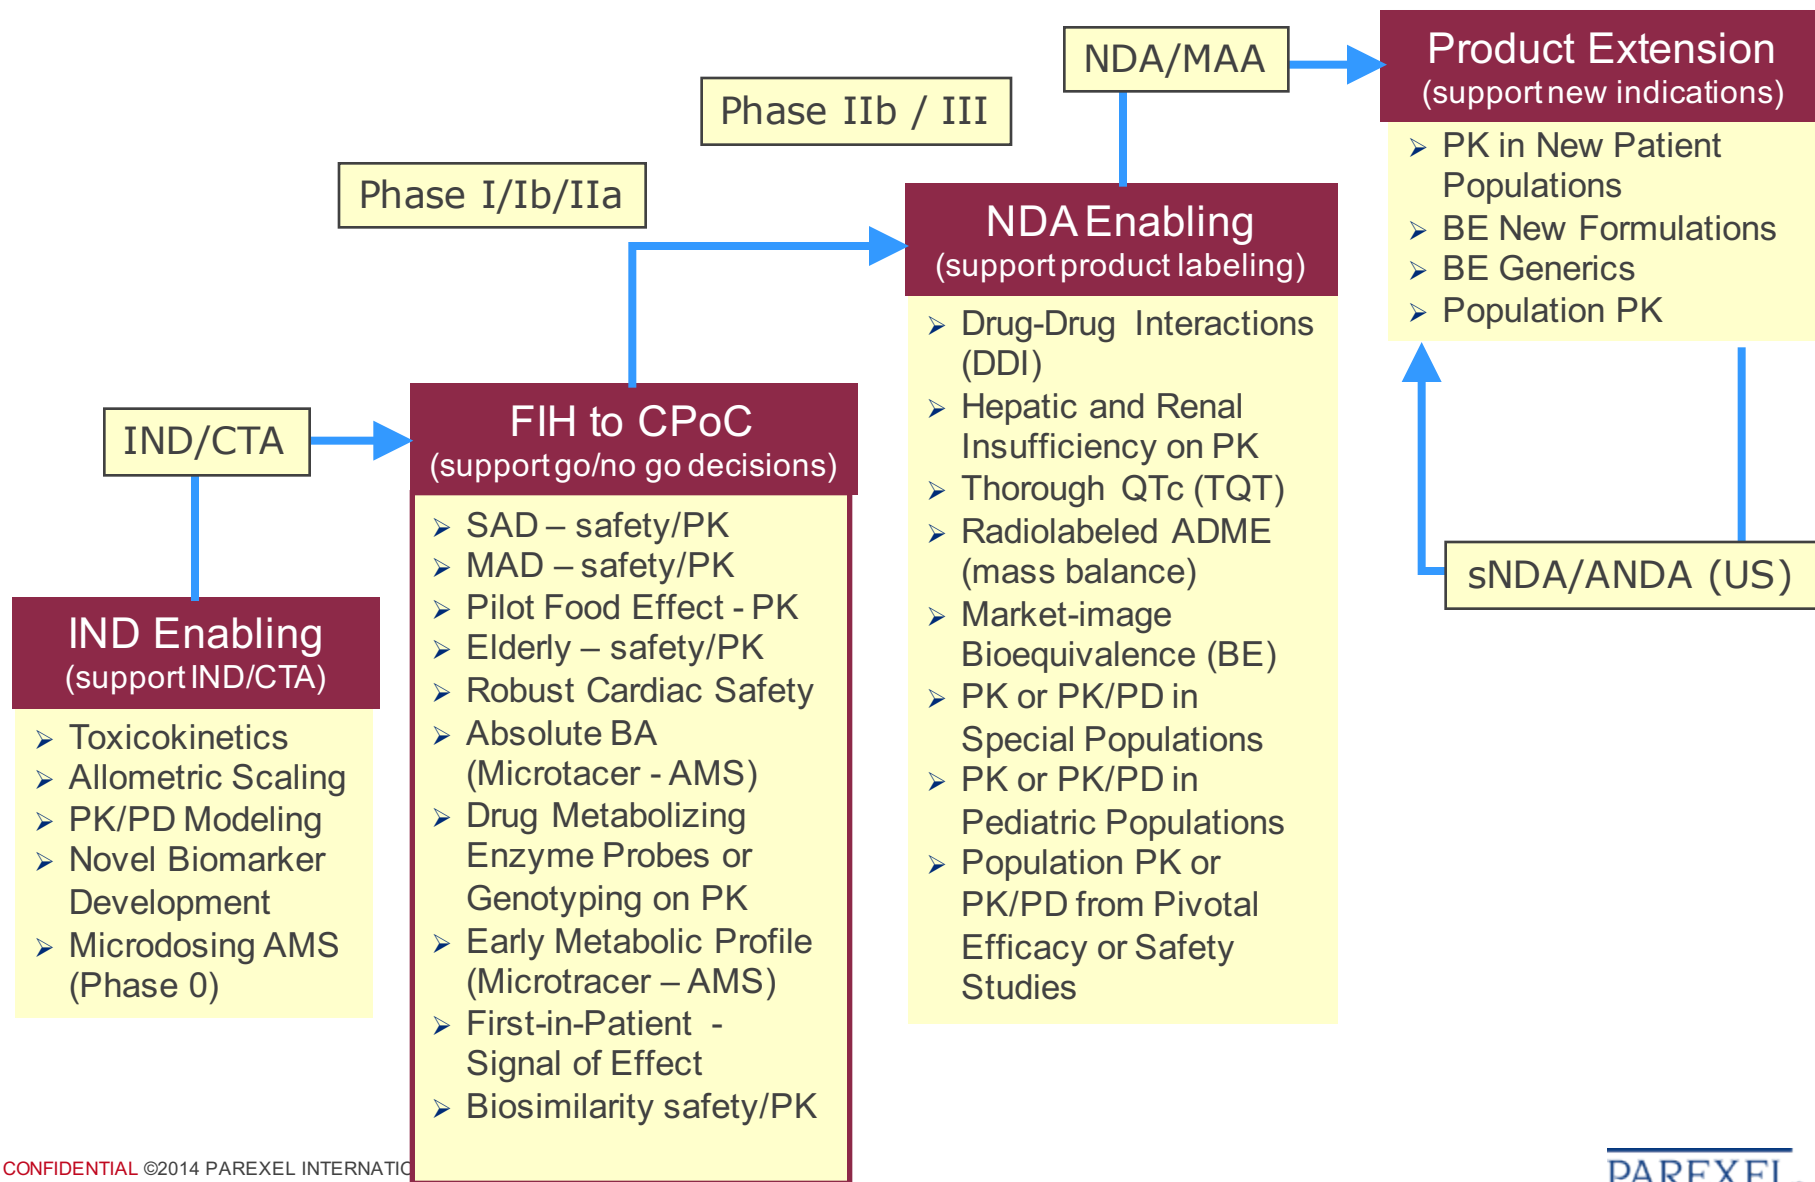 NDA/MAA
Product Extension
(support new indications)
Phase IIb / III
➢ PK in New Patient
Populations
➢ BE New Formulations
➢ BE Generics
➢ Population PK
Phase I/Ib/IIa
NDA Enabling
(support product labeling)
➢ Drug-Drug Interactions
(DDI)
➢ Hepatic and Renal
Insufficiency on PK
➢ Thorough QTc (TQT)
➢ Radiolabeled ADME
(mass balance)
➢ Market-image
Bioequivalence (BE)
➢ PK or PK/PD in
Special Populations
➢ PK or PK/PD in
Pediatric Populations
➢ Population PK or
PK/PD from Pivotal
Efficacy or Safety
Studies
sNDA/ANDA (US)
IND/CTA
FIH to CPoC
(support go/no go decisions)
➢ SAD – safety/PK
➢ MAD – safety/PK
➢ Pilot Food Effect - PK
➢ Elderly – safety/PK
➢ Robust Cardiac Safety
➢ Absolute BA
(Microtacer - AMS)
➢ Drug Metabolizing
Enzyme Probes or
Genotyping on PK
➢ Early Metabolic Profile
(Microtracer – AMS)
➢ First-in-Patient -
Signal of Effect
➢ Biosimilarity safety/PK
IND Enabling
(support IND/CTA)
➢ Toxicokinetics
➢ Allometric Scaling
➢ PK/PD Modeling
➢ Novel Biomarker
Development
➢ Microdosing AMS
(Phase 0)
CONFIDENTIAL ©2014 PAREXEL INTERNATIO
PAREXEL